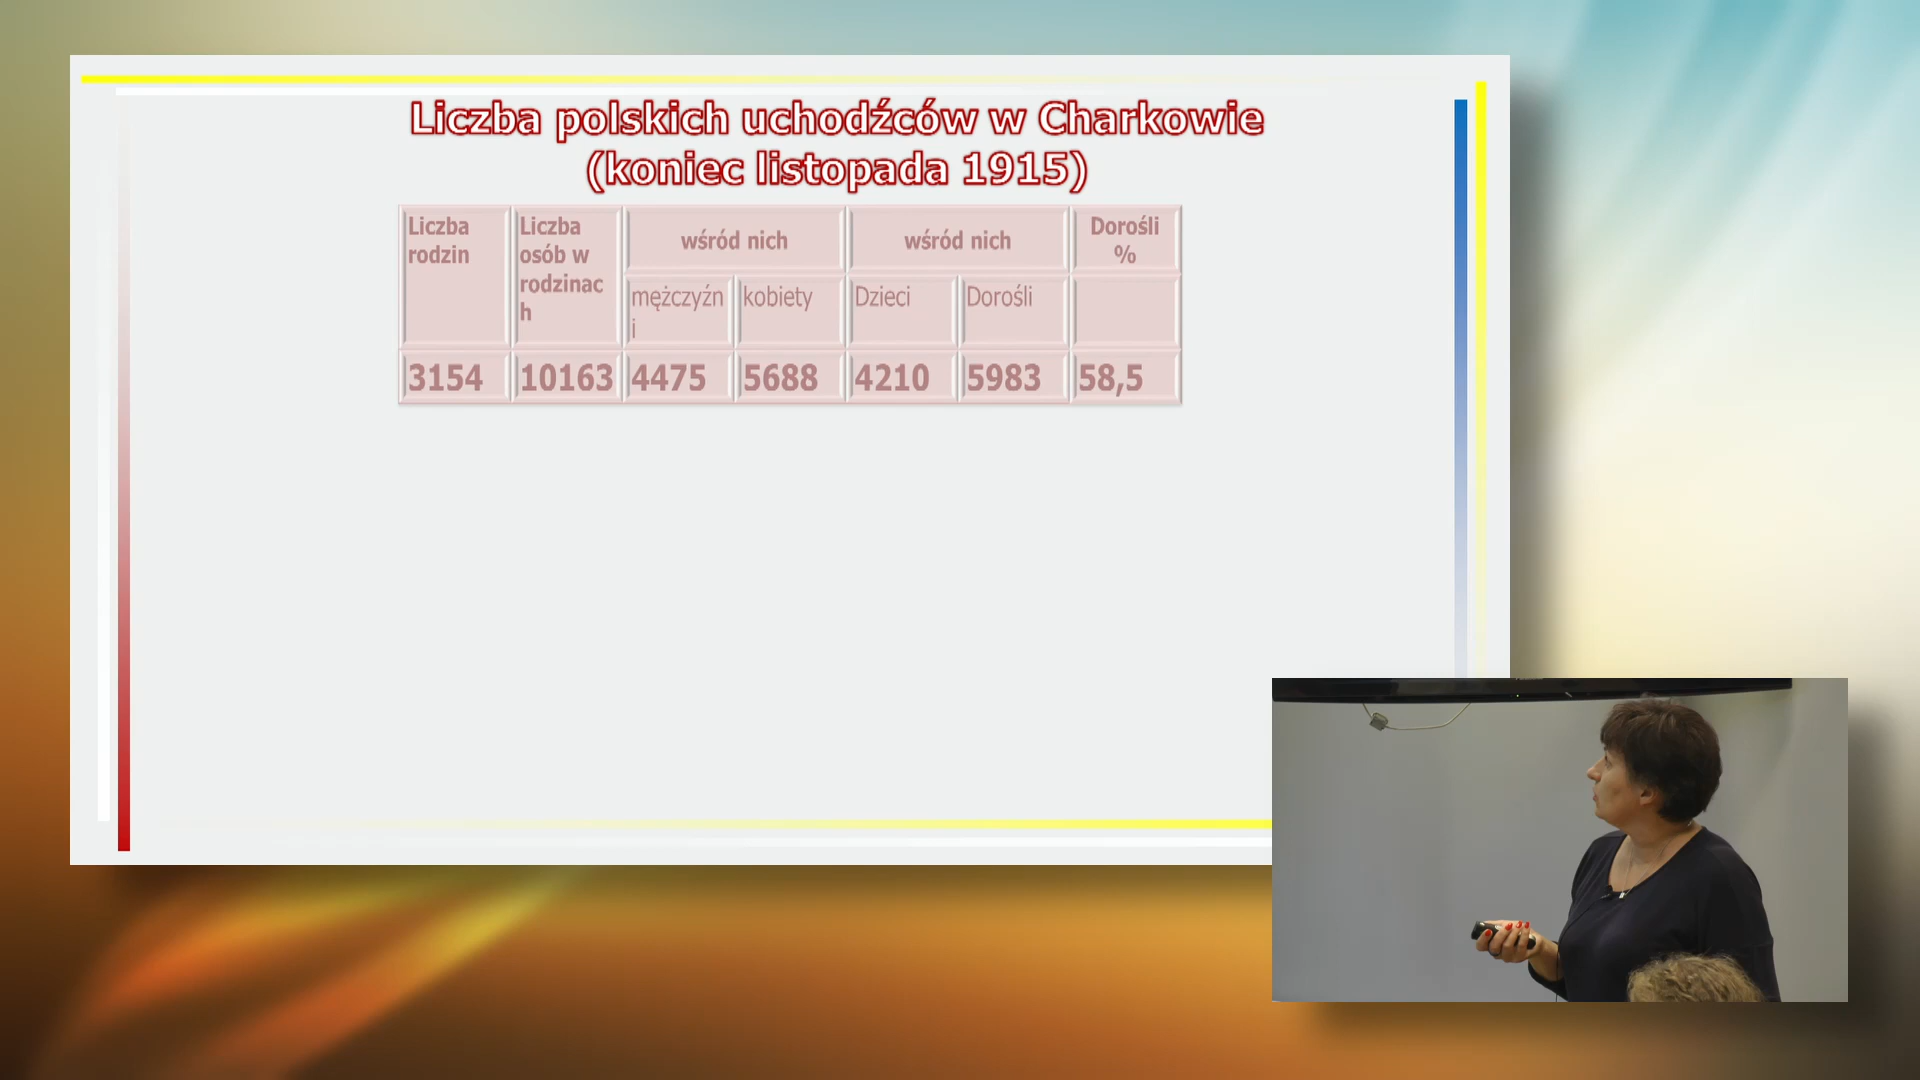 Liczba polskich uchodźców w Charkowie
(koniec listopada 1915)
Liczba
rodzin
Liczba
osób w
rodzinac
h
wśród nich
wśród nich
Dorośli
%
mężczyźn
i
kobiety
Dzieci
Dorośli
3154
10163
4475
5688
4210
5983
58,5